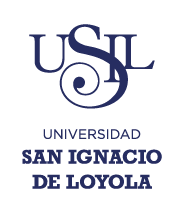 USIL
UNIVERSIDAD
SAN IGNACIO
DE LOYOLA